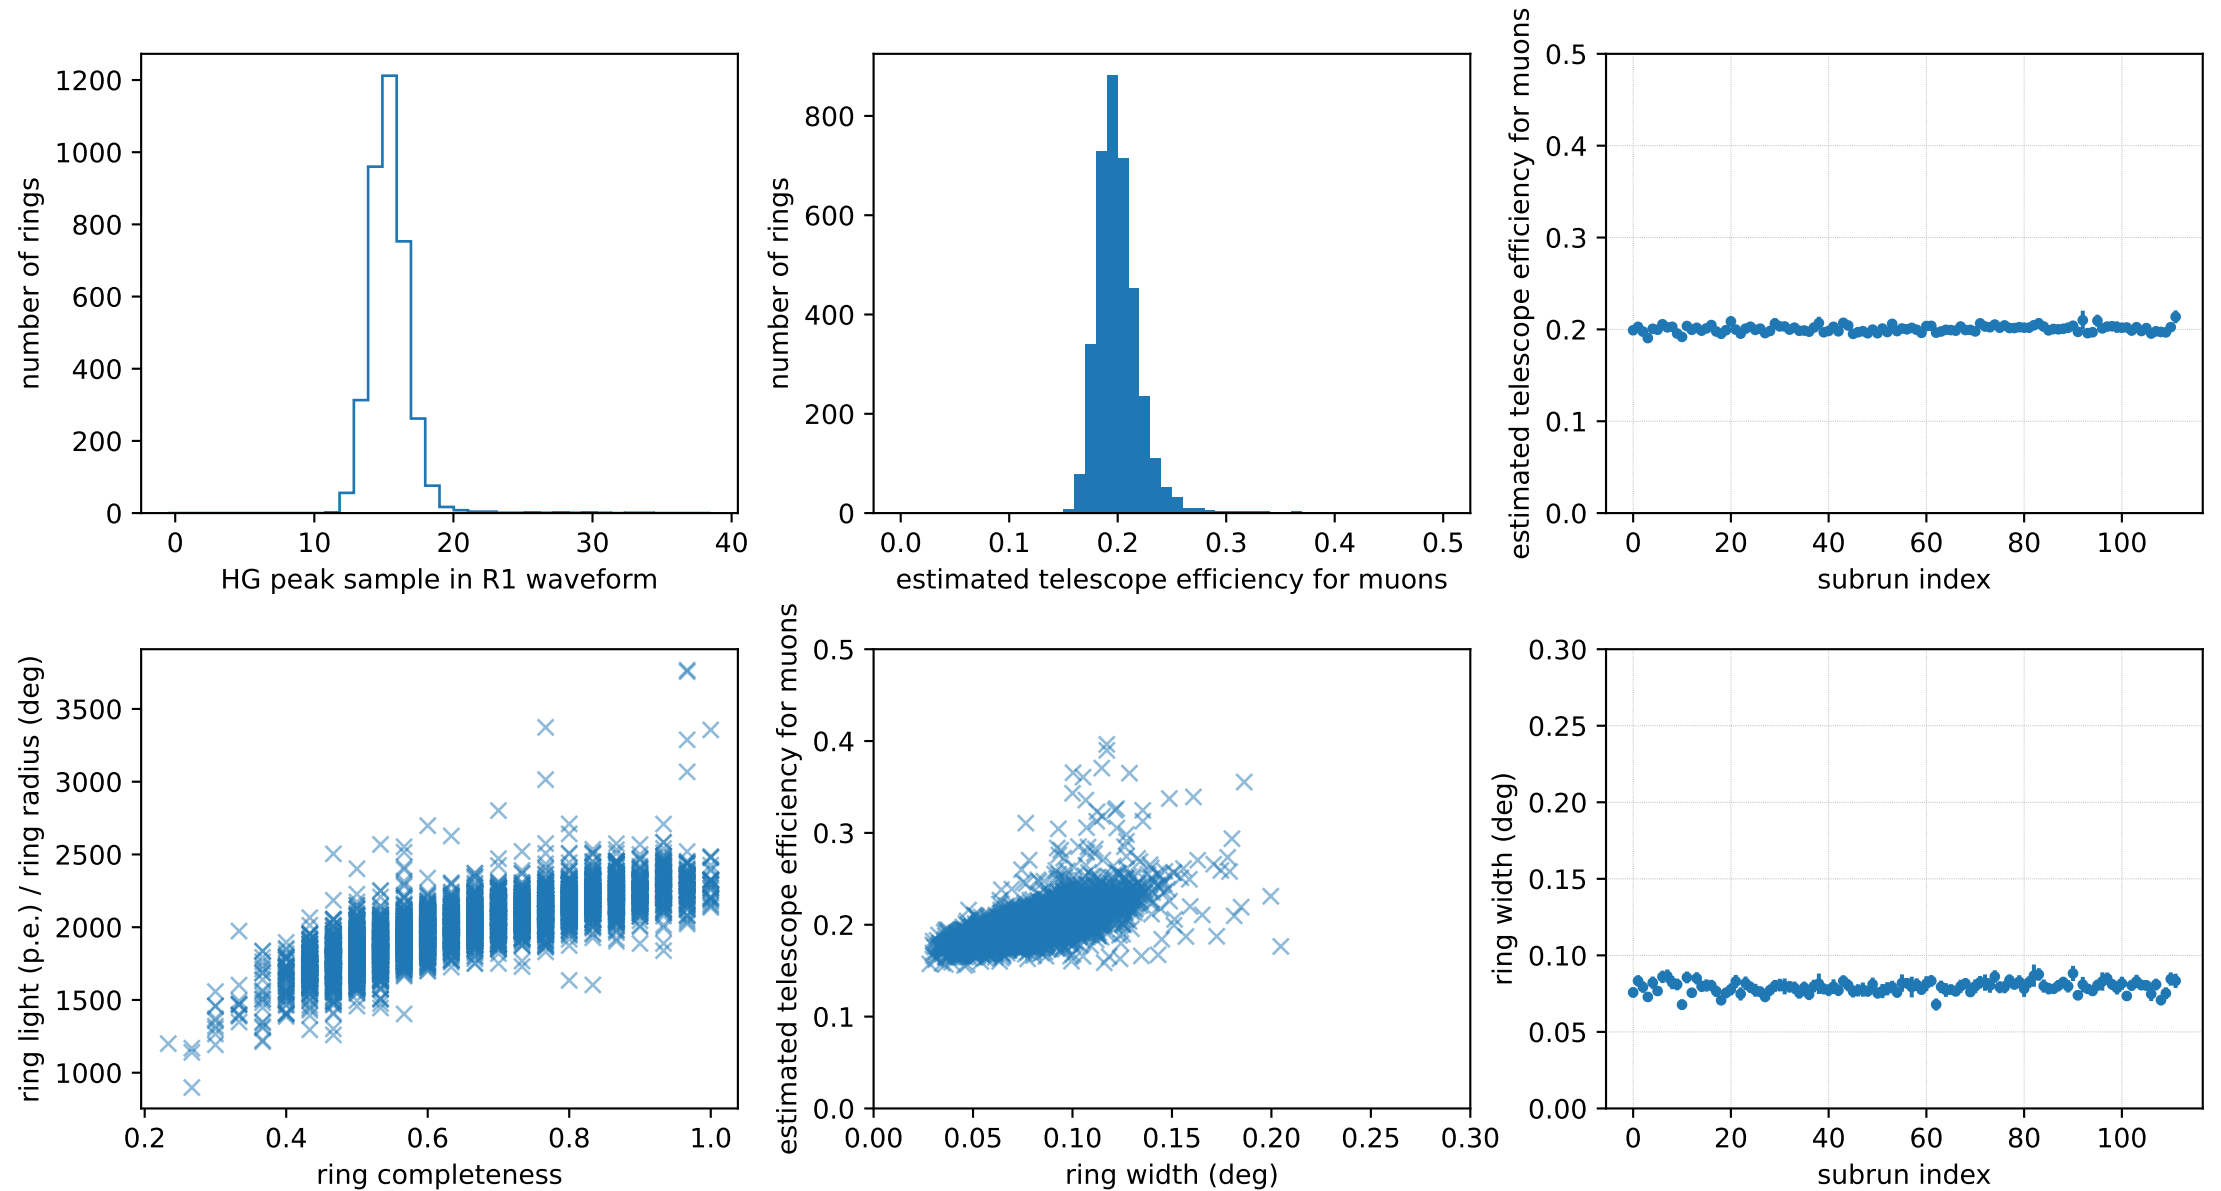 number of rings
1200
1000
800
600
400
200
0
0 10 20 30 40
HG peak sample in R1 waveform
number of rings
800
600
400
200
0
0.0 0.1 0.2 0.3 0.4 0.5
estimated telescope efficiency for muons
estimated telescope efficiency for muons
0.5
0.4
0.3
0.2
0.1
0.0
0 20 40 60 80 100
subrun index
ring light (p.e.) / ring radius (deg)
3500
3000
2500
2000
1500
1000
0.2 0.4 0.6 0.8 1.0
ring completeness
estimated telescope efficiency for muons
0.5
0.4
0.3
0.2
0.1
0.0
0.00 0.05 0.10 0.15 0.20 0.25 0.30
ring width (deg)
ring width (deg)
0.30
0.25
0.20
0.15
0.10
0.05
0.00
0 20 40 60 80 100
subrun index